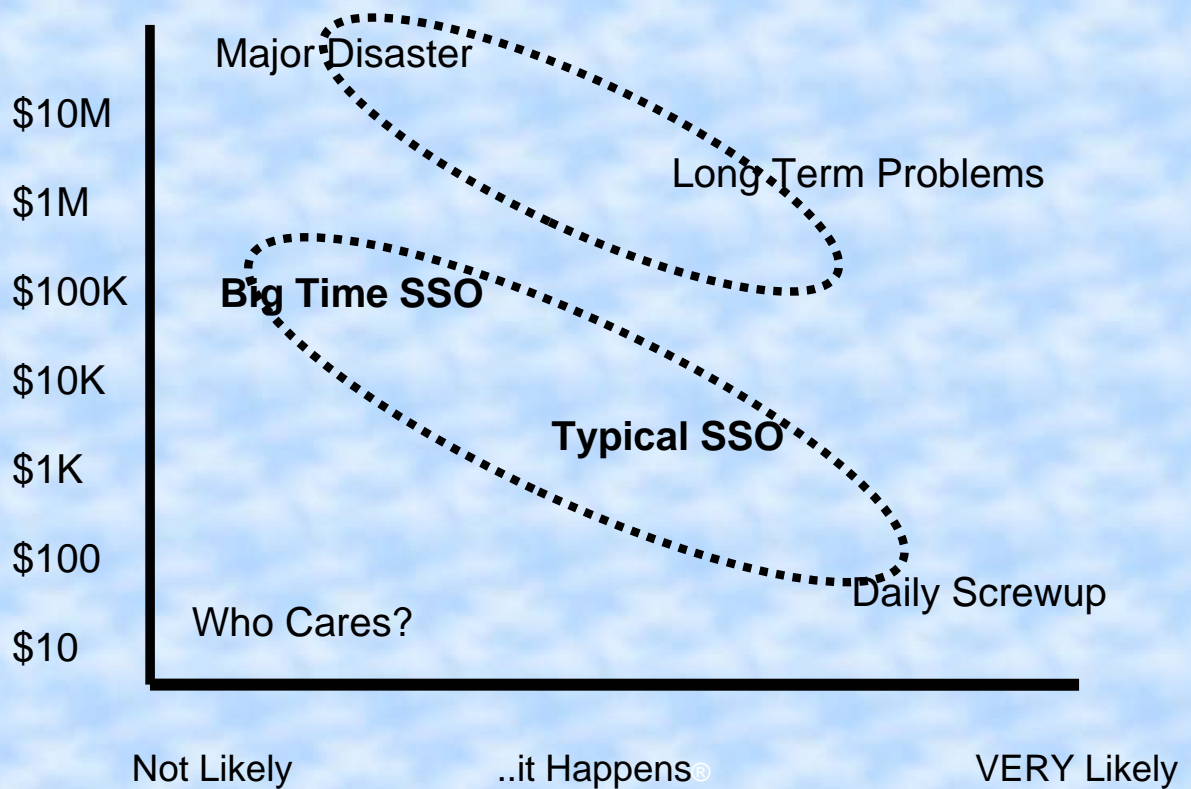 Major Disaster
$10M
Long Term Problems
$1M
$100K
Big Time SSO
$10K
Typical SSO
$1K
$100
Daily Screwup
Who Cares?
$10
Not Likely ..it Happens® VERY Likely